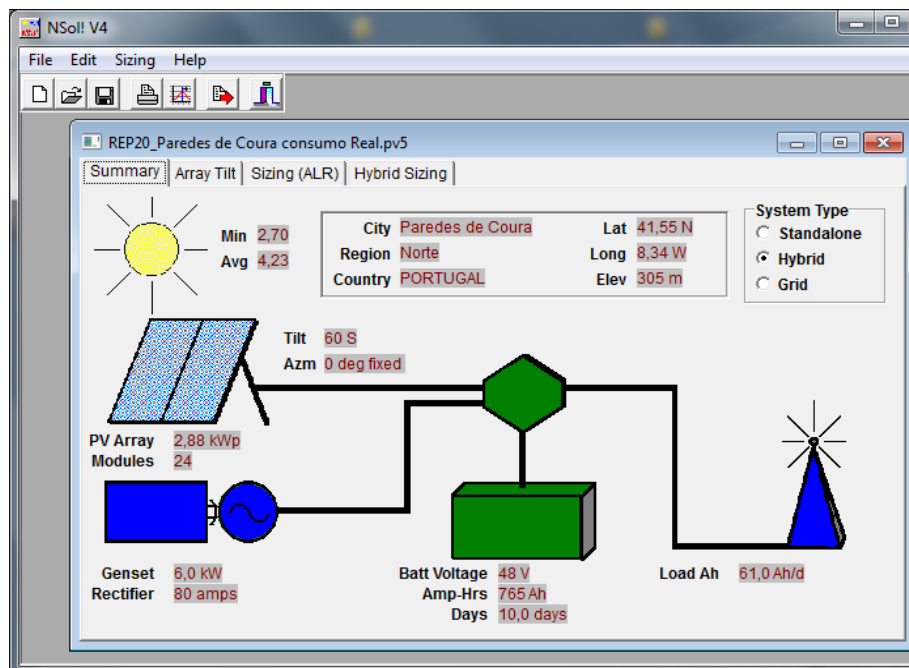 NSol! V4
File Edit Sizing Help
REP20_Paredes de Coura consumo Real.pv5
Summary Array Tilt Sizing (ALR) Hybrid Sizing
Min 2,70
Avg 4,23
City Paredes de Coura Lat 41,55 N
Region Norte Long 8,34 W
Country PORTUGAL Elev 305 m
System Type
Standalone
Hybrid
Grid
Tilt 60 S
Azm 0 deg fixed
PV Array 2,88 kWp
Modules 24
Genset 6,0 kW
Rectifier 80 amps
Batt Voltage 48 V
Amp-Hrs 765 Ah
Days 10,0 days
Load Ah 61,0 Ah/d